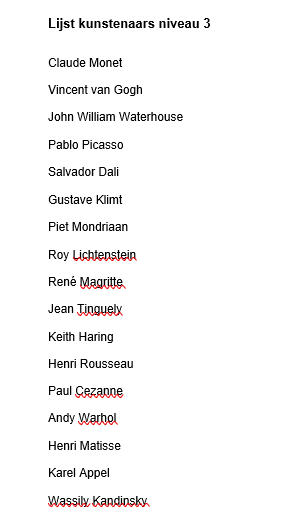 Lijst kunstenaars niveau 3
Claude Monet
Vincent van Gogh
John William Waterhouse
Pablo Picasso
Salvador Dali
Gustave Klimt
Piet Mondriaan
Roy Lichtenstein
René Magritte
Jean Tinguely
Keith Haring
Henri Rousseau
Paul Cezanne
Andy Warhol
Henri Matisse
Karel Appel
Wassily Kandinsky